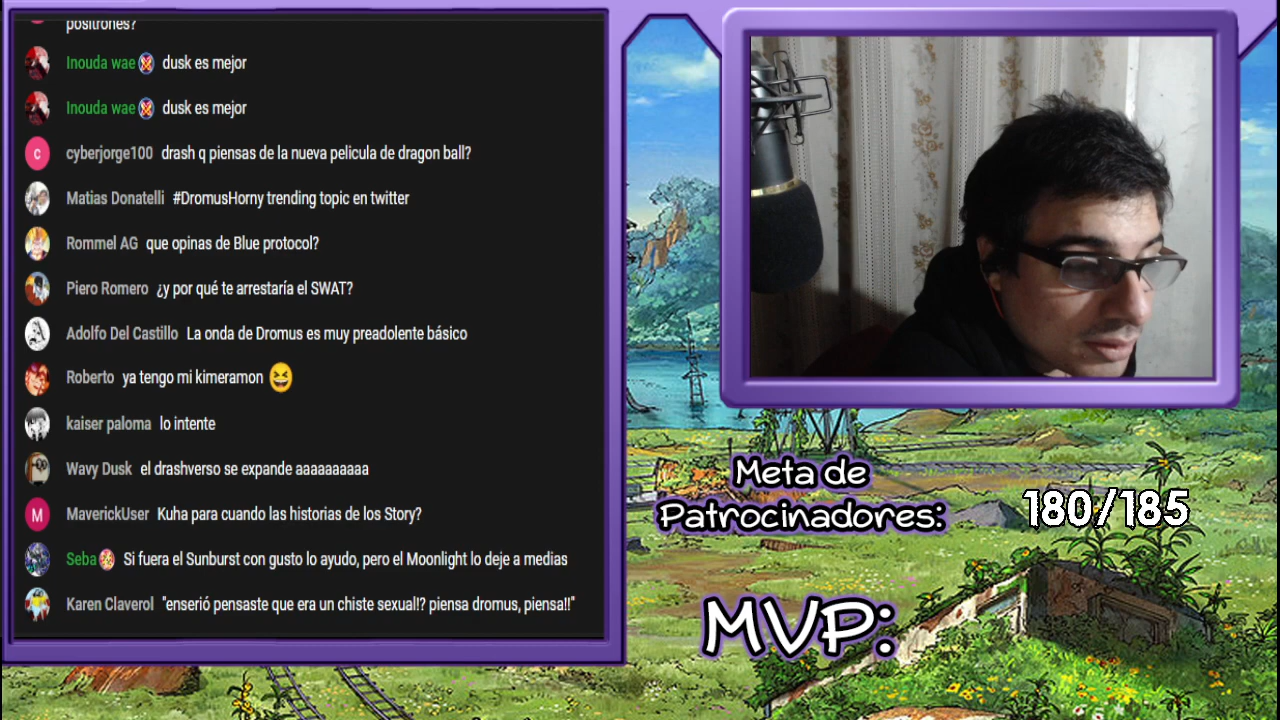 positrones?
Inouda wae dusk es mejor
Inouda wae dusk es mejor
C cyberjorge100 drash q piensas de la nueva pelicula de dragon ball?
Matias Donatelli #DromusHorny trending topic en twitter
Rommel AG que opinas de Blue protocol?
Piero Romero ¿y por qué te arrestaría el SWAT?
Adolfo Del Castillo La onda de Dromus es muy preadolente básico
Roberto ya tengo mi kimeramon
kaiser paloma lo intente
Wavy Dusk el drashverso se expande aaaaaaaaaa
M MaverickUser Kuha para cuando las historias de los Story?
Seba Si fuera el Sunburst con gusto lo ayudo, pero el Moonlight lo deje a medias
Karen Claverol "enserió pensaste que era un chiste sexual!? piensa dromus, piensa!!"
Meta de
Patrocinadores:
180/185
MVP: